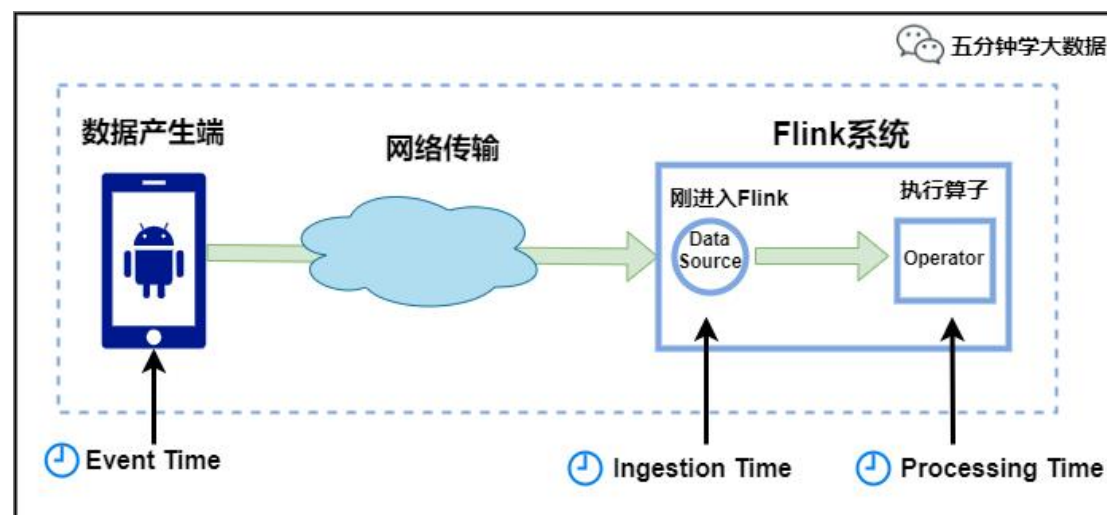 五分钟学大数据
数据产生端
网络传输
Flink系统
刚进入Flink
执行算子
Data
Source
Operator
Event Time
Ingestion Time
Processing Time